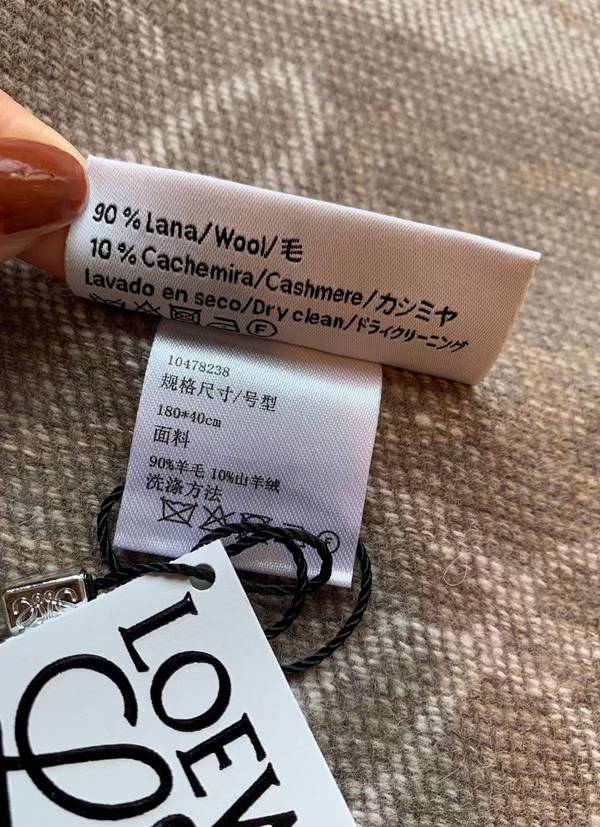 90 % Lana/Wool/毛
10 % Cachemira/Cashmere/カシミヤ
Lavado en seco/Dry clean/ドライクリーニング
F
10478238
规格尺寸/号型
180*40cm
面料
90%羊毛 10%山羊绒
洗涤方法
LOEW